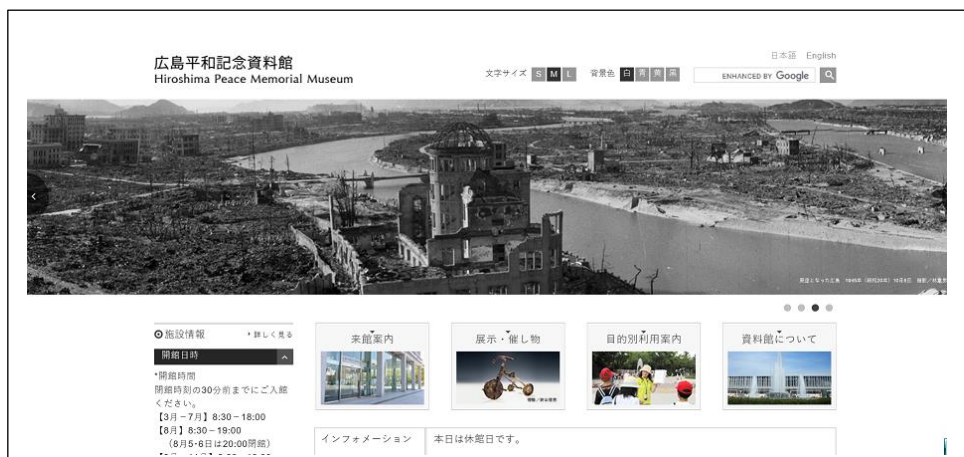 広島平和記念資料館
Hiroshima Peace Memorial Museum
日本語 English
文字サイズ S M L 背景色 白 青 黄 黒
ENHANCED BY Google
施設情報
詳しく見る
開館日時
*開館時間
閉館時刻の30分前までにご入館
ください。
【3月−7月】8:30−18:00
【8月】8:30−19:00
(8月5･6日は20:00閉館)
来館案内
展示・催し物
目的別利用案内
資料館について
インフォメーション
本日は休館日です。